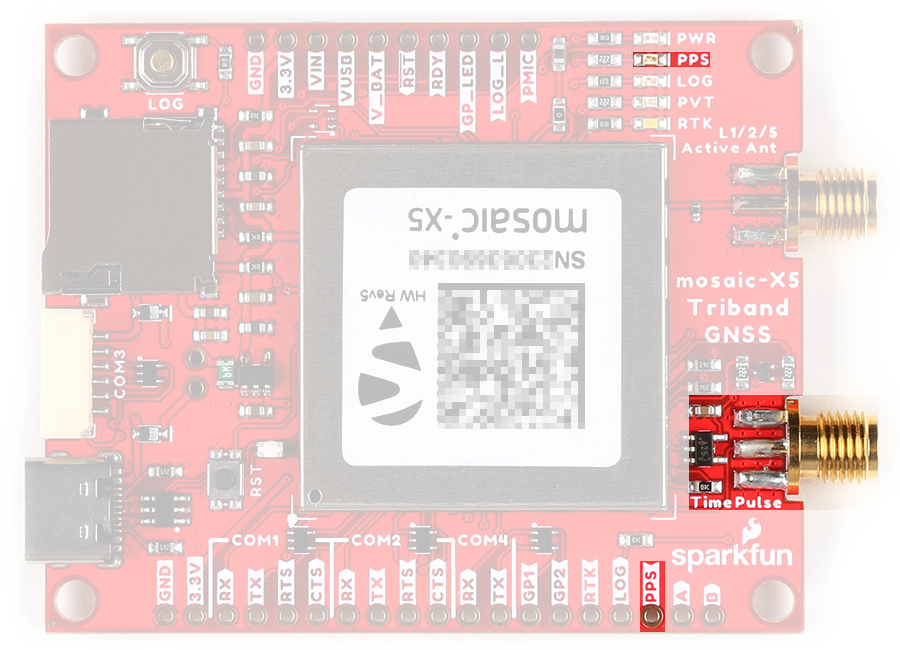 PWR
PPS
LOG
PVT
RTK
L1/2/5
Active Ant
LOG
GND
3.3V
VIN
VUSB
V_BAT
RST
RDY
GP_LED
LOG_L
PMIC
mosaic-X5
SN
HW Rev5
mosaic-X5
Triband
GNSS
COM3
RST
TimePulse
sparkfun
COM1
COM2
COM4
GND
3.3V
RX
TX
RTS
CTS
RX
TX
RTS
CTS
RX
TX
GP1
GP2
RTK
LOG
PPS
A
B